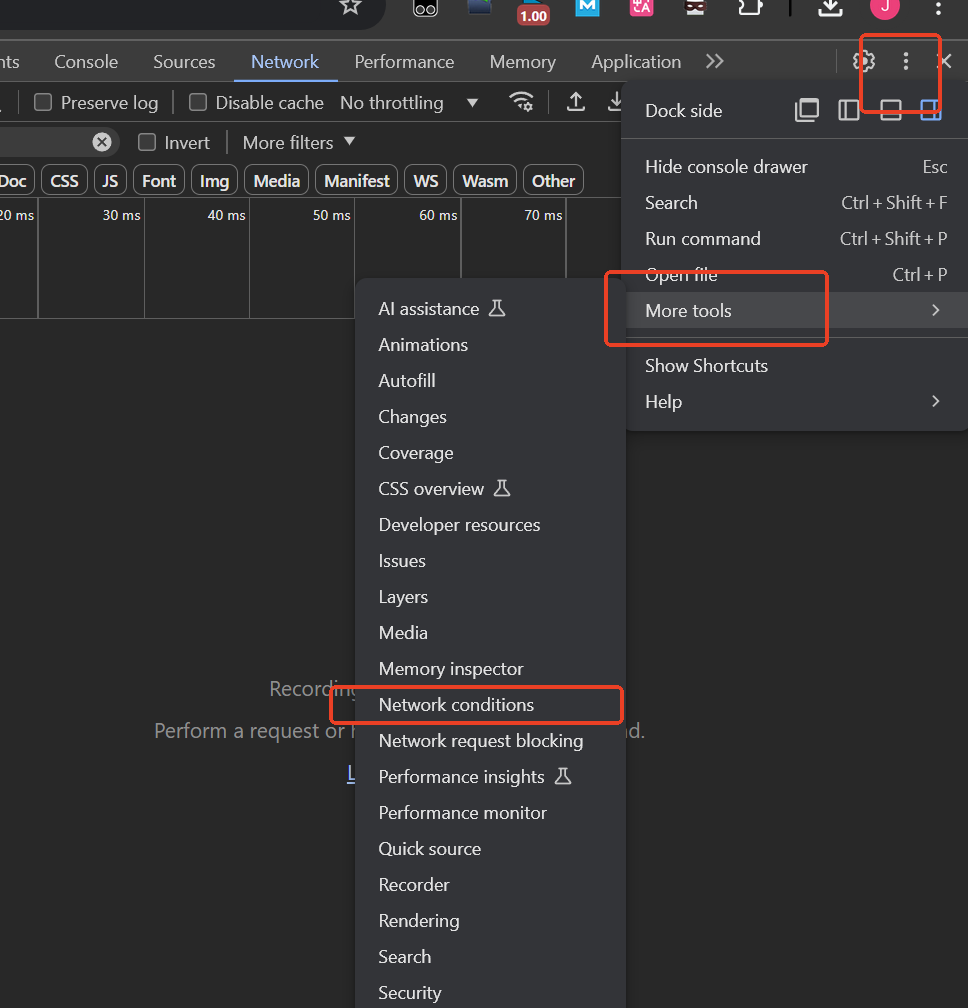 1.00
J
nts Console Sources Network Performance Memory Application
Preserve log Disable cache No throttling
Invert More filters
Doc CSS JS Font Img Media Manifest WS Wasm Other
20 ms 30 ms 40 ms 50 ms 60 ms 70 ms
Dock side
Hide console drawer Esc
Search Ctrl + Shift + F
Run command Ctrl + Shift + P
Open file Ctrl + P
More tools
Show Shortcuts
Help
AI assistance
Animations
Autofill
Changes
Coverage
CSS overview
Developer resources
Issues
Layers
Media
Memory inspector
Network conditions
Network request blocking
Performance insights
Performance monitor
Quick source
Recorder
Rendering
Search
Security
Recording
Perform a request or h d.
L